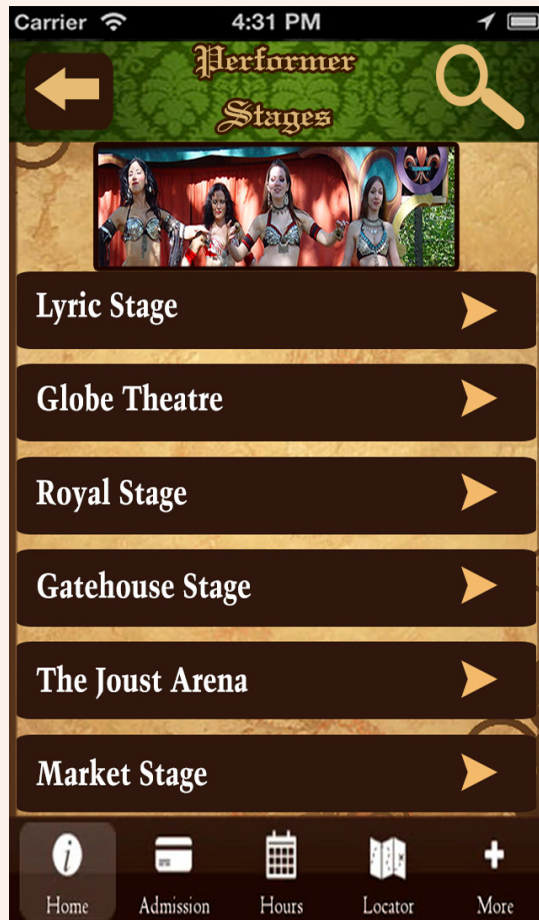 Carrier 4:31 PM
Performer
Stages
Lyric Stage
Globe Theatre
Royal Stage
Gatehouse Stage
The Joust Arena
Market Stage
Home Admission Hours Locator More